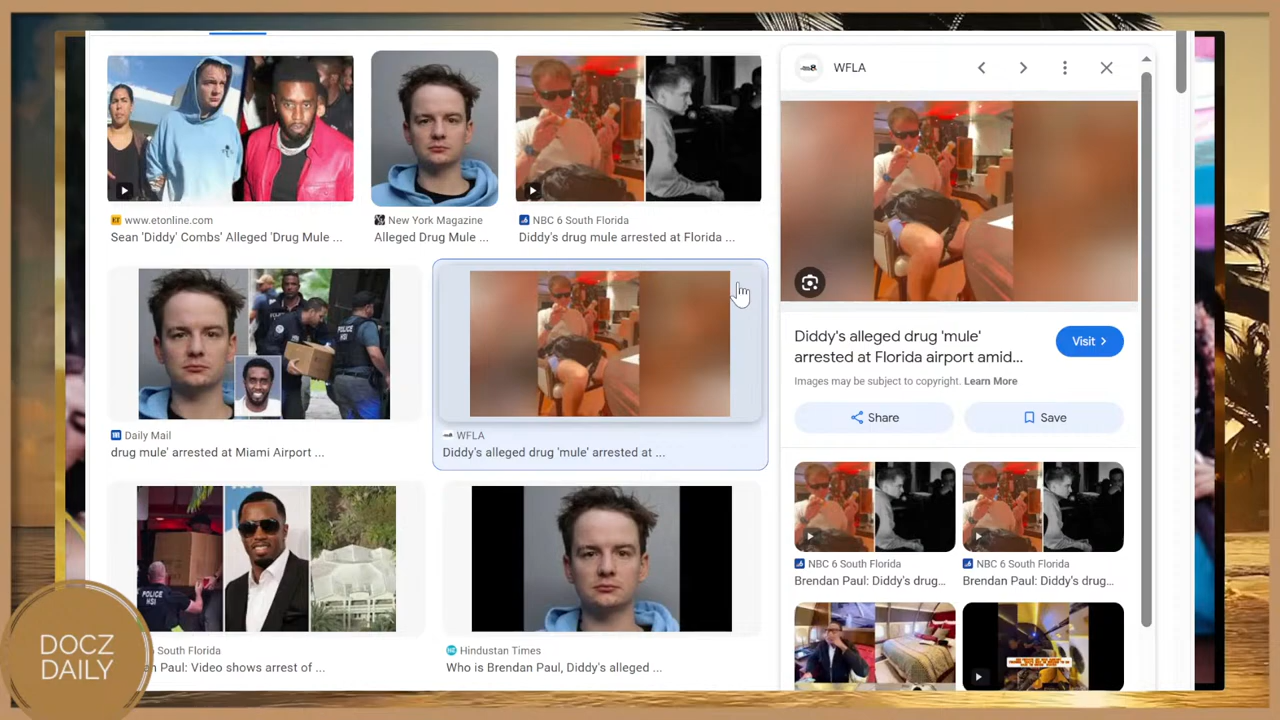 www.etonline.com
Sean 'Diddy' Combs' Alleged 'Drug Mule ...
New York Magazine
Alleged Drug Mule ...
NBC 6 South Florida
Diddy's drug mule arrested at Florida ...
Daily Mail
drug mule' arrested at Miami Airport ...
WFLA
Diddy's alleged drug 'mule' arrested at ...
South Florida
Paul: Video shows arrest of ...
Hindustan Times
Who is Brendan Paul, Diddy's alleged ...
WFLA
Diddy's alleged drug 'mule'
arrested at Florida airport amid...
Visit
Images may be subject to copyright. Learn More
Share
Save
NBC 6 South Florida
Brendan Paul: Diddy's drug...
NBC 6 South Florida
Brendan Paul: Diddy's drug...
POLICE
HSI
POLICE
HSI
DOCZ
DAILY